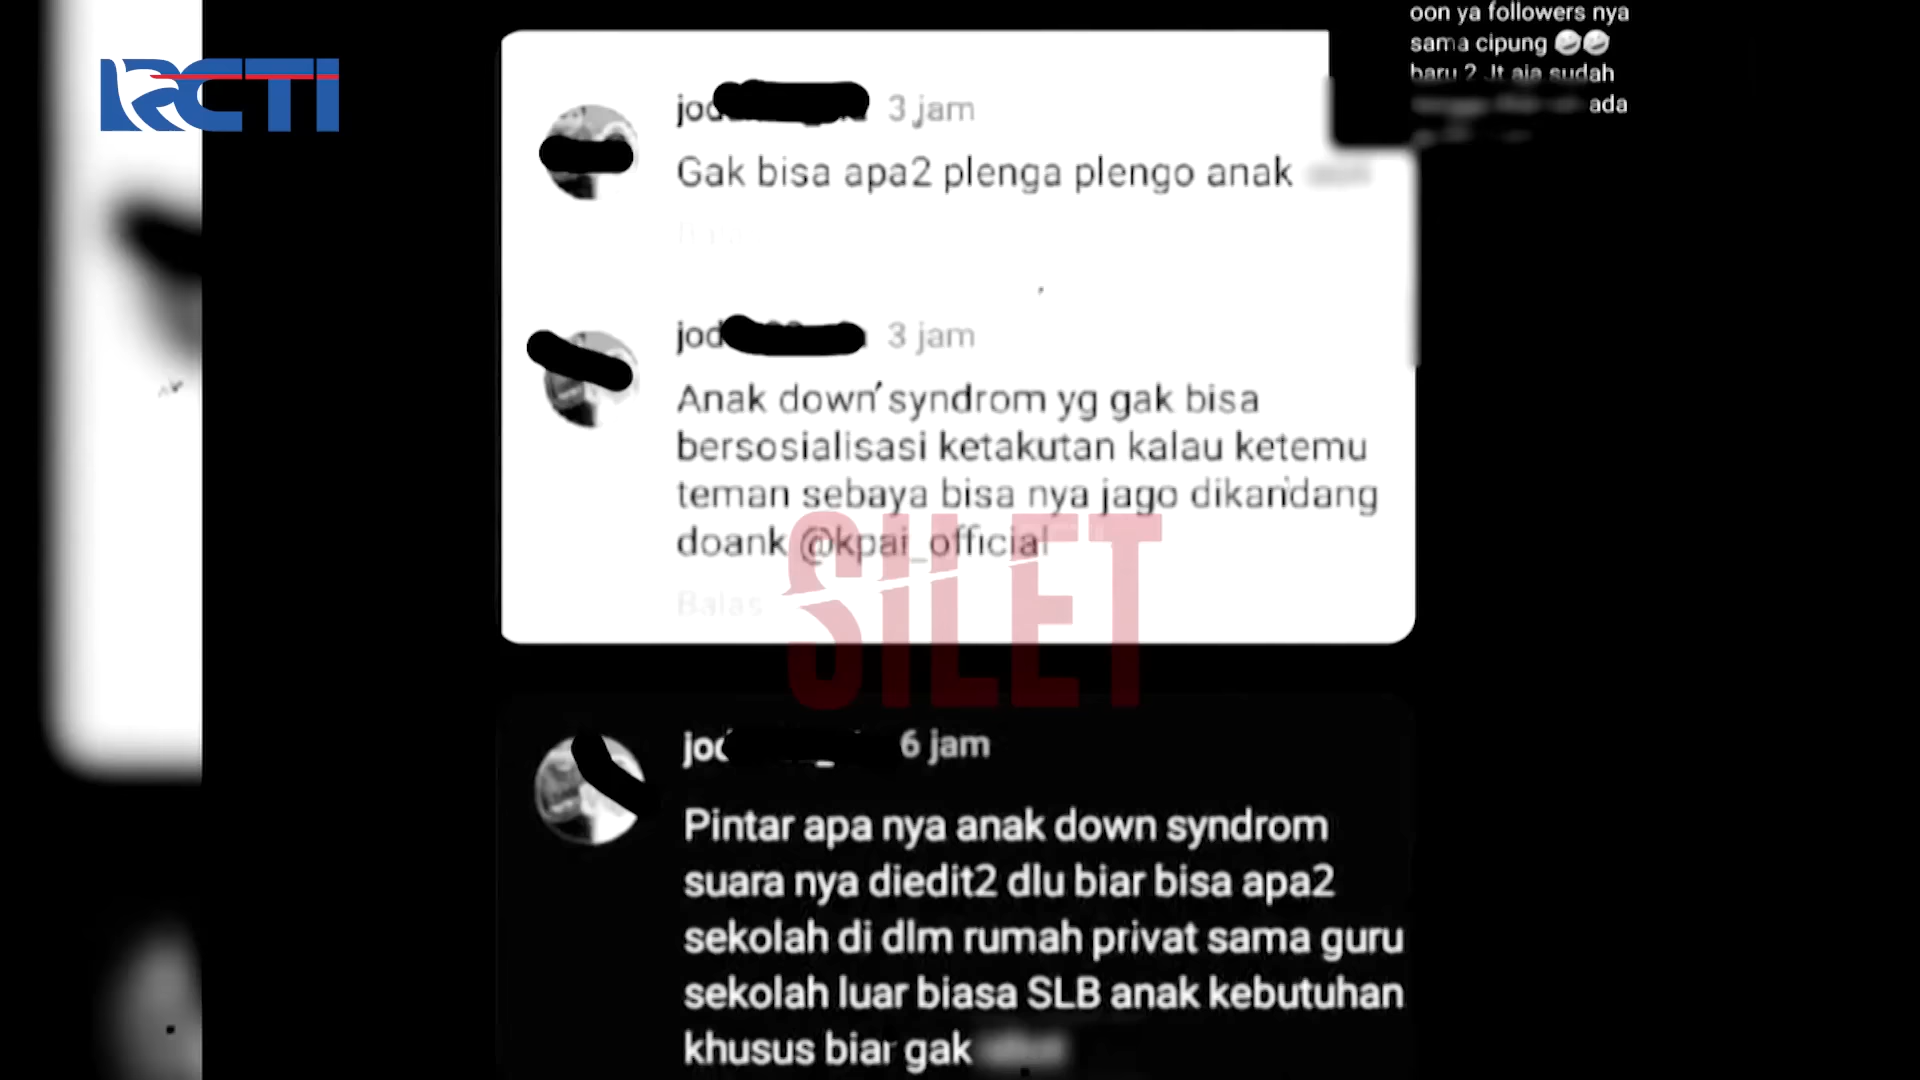 RCTI
oon ya followers nya
sama cipung 🤣🤣
baru 2 Jt aja sudah
ada
jod 3 jam
Gak bisa apa2 plenga plengo anak
jod 3 jam
Anak down syndrom yg gak bisa
bersosialisasi ketakutan kalau ketemu
teman sebaya bisa nya jago dikandang
doank @kpai_official
Balas
SILET
jod 6 jam
Pintar apa nya anak down syndrom
suara nya diedit2 dlu biar bisa apa2
sekolah di dlm rumah privat sama guru
sekolah luar biasa SLB anak kebutuhan
khusus biar gak